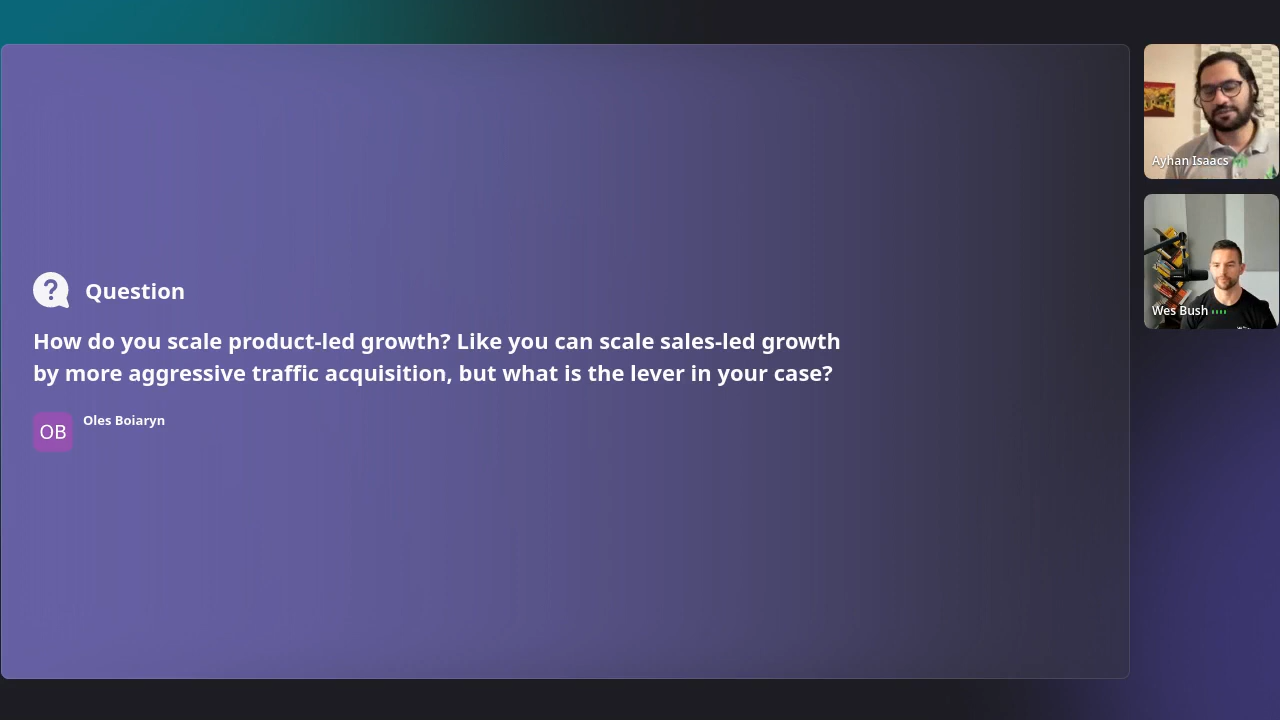 Question
How do you scale product-led growth? Like you can scale sales-led growth
by more aggressive traffic acquisition, but what is the lever in your case?
OB
Oles Boiaryn
Ayhan Isaacs
Wes Bush